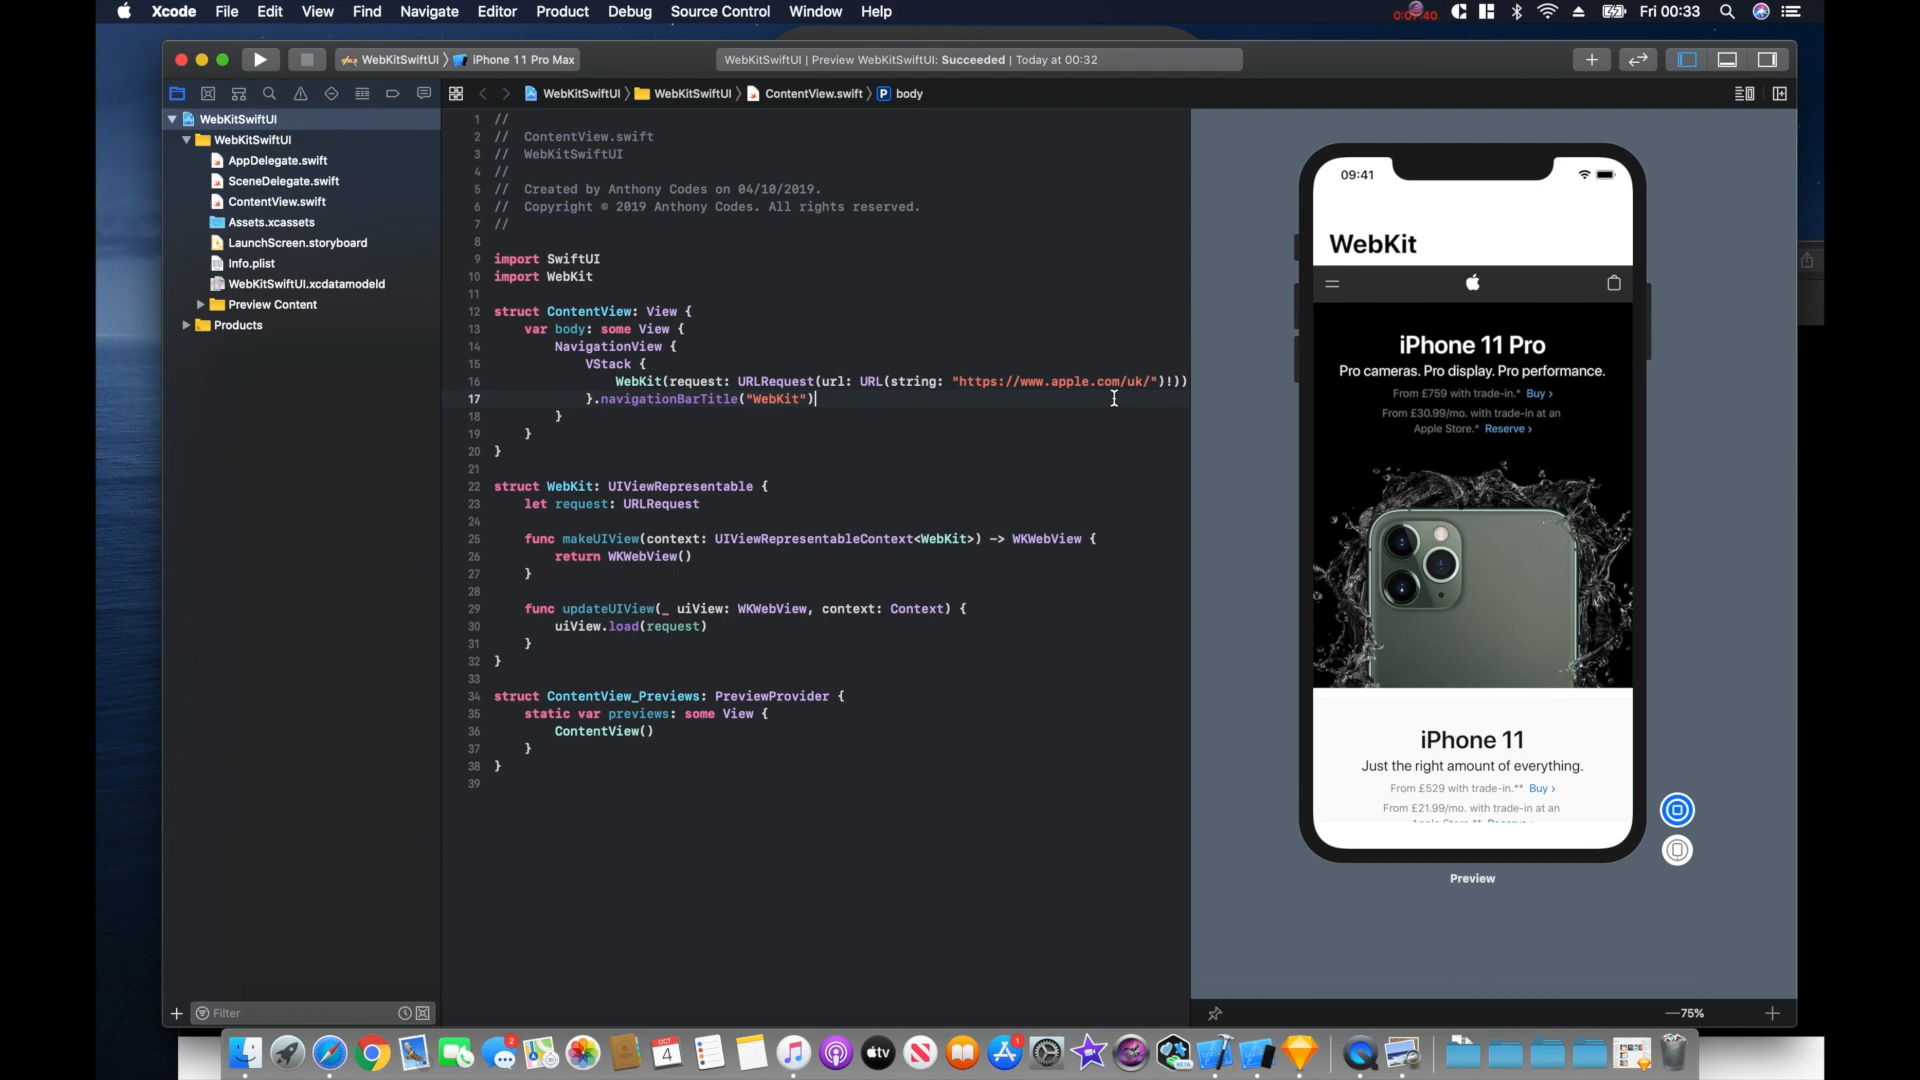 Xcode File Edit View Find Navigate Editor Product Debug Source Control Window Help
Fri 00:33
WebKitSwiftUI iPhone 11 Pro Max
WebKitSwiftUI | Preview WebKitSwiftUI: Succeeded | Today at 00:32
WebKitSwiftUI
WebKitSwiftUI
AppDelegate.swift
SceneDelegate.swift
ContentView.swift
Assets.xcassets
LaunchScreen.storyboard
Info.plist
WebKitSwiftUI.xcdatamodeld
Preview Content
Products
Filter
WebKitSwiftUI WebKitSwiftUI ContentView.swift P body
1 //
2 // ContentView.swift
3 // WebKitSwiftUI
4 //
5 // Created by Anthony Codes on 04/10/2019.
6 // Copyright © 2019 Anthony Codes. All rights reserved.
7 //
8
9 import SwiftUI
10 import WebKit
11
12 struct ContentView: View {
13 var body: some View {
14 NavigationView {
15 VStack {
16 WebKit(request: URLRequest(url: URL(string: "https://www.apple.com/uk/")!))
17 }.navigationBarTitle("WebKit")
18 }
19 }
20 }
21
22 struct WebKit: UIViewRepresentable {
23 let request: URLRequest
24
25 func makeUIView(context: UIViewRepresentableContext<WebKit>) -> WKWebView {
26 return WKWebView()
27 }
28
29 func updateUIView(_ uiView: WKWebView, context: Context) {
30 uiView.load(request)
31 }
32 }
33
34 struct ContentView_Previews: PreviewProvider {
35 static var previews: some View {
36 ContentView()
37 }
38 }
39
09:41
WebKit
iPhone 11 Pro
Pro cameras. Pro display. Pro performance.
From £759 with trade-in.* Buy ›
From £30.99/mo. with trade-in at an
Apple Store.* Reserve ›
iPhone 11
Just the right amount of everything.
From £529 with trade-in.** Buy ›
From £21.99/mo. with trade-in at an
Preview
75%
2
OCT
4
tv
1
BETA